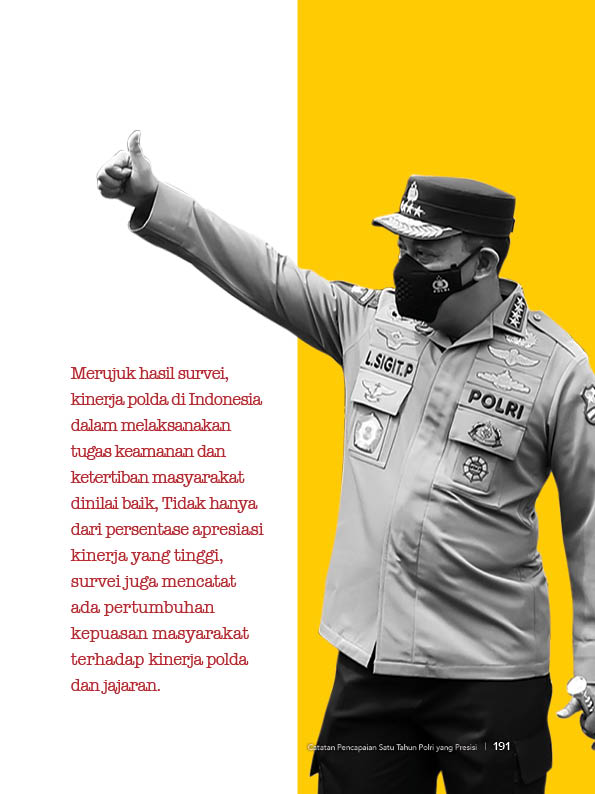 POLRI
L.SIGIT.P
POLRI
Merujuk hasil survei,
kinerja polda di Indonesia
dalam melaksanakan
tugas keamanan dan
ketertiban masyarakat
dinilai baik, Tidak hanya
dari persentase apresiasi
kinerja yang tinggi,
survei juga mencatat
ada pertumbuhan
kepuasan masyarakat
terhadap kinerja polda
dan jajaran.
Catatan Pencapaian Satu Tahun Polri yang Presisi | 191